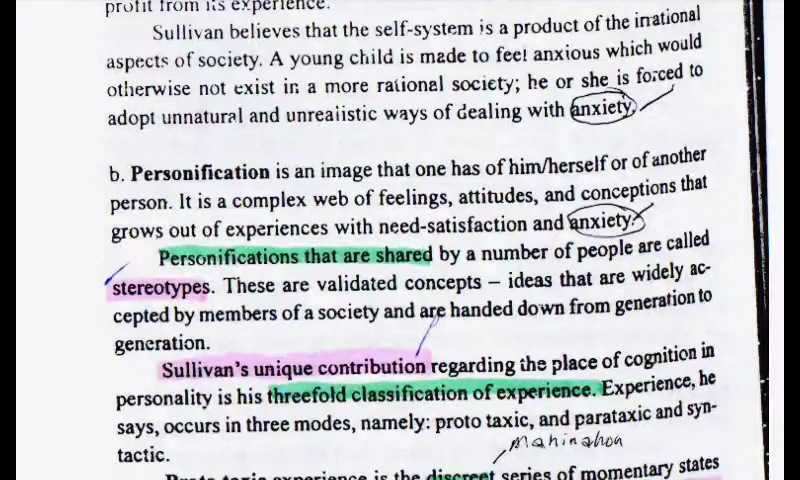 profit from its experience.
Sullivan believes that the self-system is a product of the irrational
aspects of society. A young child is made to feel anxious which would
otherwise not exist in a more rational society; he or she is forced to
adopt unnatural and unrealistic ways of dealing with anxiety.
b. Personification is an image that one has of him/herself or of another
person. It is a complex web of feelings, attitudes, and conceptions that
grows out of experiences with need-satisfaction and anxiety.
Personifications that are shared by a number of people are called
stereotypes. These are validated concepts – ideas that are widely ac-
cepted by members of a society and are handed down from generation to
generation.
Sullivan's unique contribution regarding the place of cognition in
personality is his threefold classification of experience. Experience, he
says, occurs in three modes, namely: proto taxic, and parataxic and syn-
tactic.
mahinahon
Proto taxic experience is the discreet series of momentary states